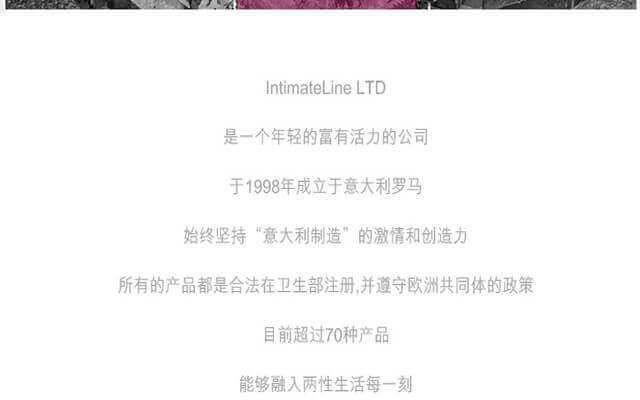 IntimateLine LTD
是一个年轻的富有活力的公司
于1998年成立于意大利罗马
始终坚持“意大利制造”的激情和创造力
所有的产品都是合法在卫生部注册,并遵守欧洲共同体的政策
目前超过70种产品
能够融入两性生活每一刻